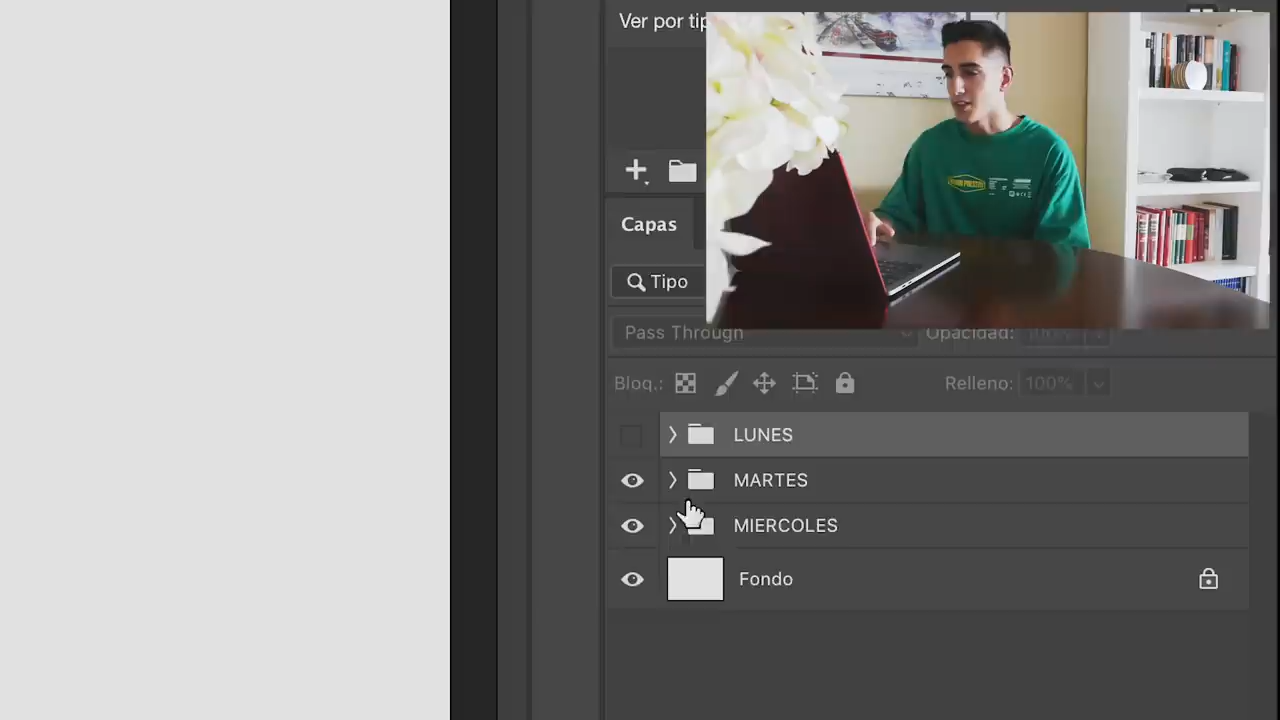 Ver por tip
Capas
Tipo
Pass Through
Opacidad:
Bloq.:
Relleno: 100%
LUNES
MARTES
MIERCOLES
Fondo